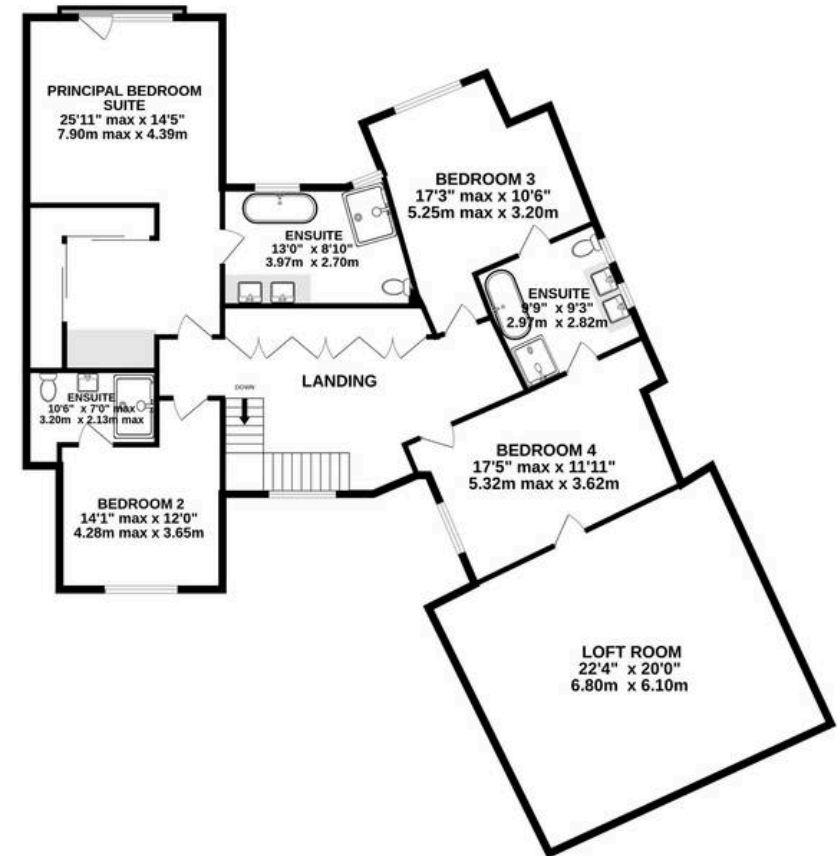 PRINCIPAL BEDROOM
SUITE
25'11" max x 14'5"
7.90m max x 4.39m
BEDROOM 3
17'3" max x 10'6"
5.25m max x 3.20m
ENSUITE
13'0" x 8'10"
3.97m x 2.70m
ENSUITE
9'9" x 9'3"
2.97m x 2.82m
LANDING
DOWN
ENSUITE
10'6" x 7'0" max
3.20m x 2.13m max
BEDROOM 4
17'5" max x 11'11"
5.32m max x 3.62m
BEDROOM 2
14'1" max x 12'0"
4.28m max x 3.65m
LOFT ROOM
22'4" x 20'0"
6.80m x 6.10m